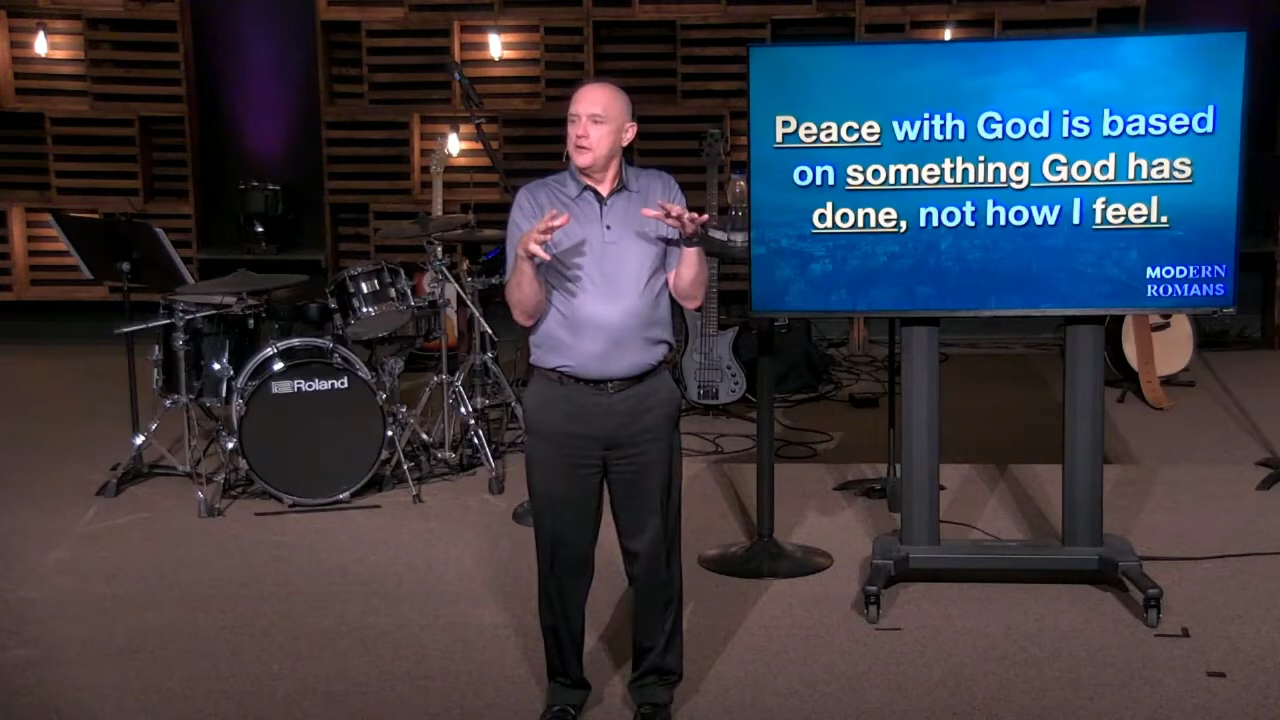 Peace with God is based
on something God has
done, not how I feel.
MODERN
ROMANS
Roland